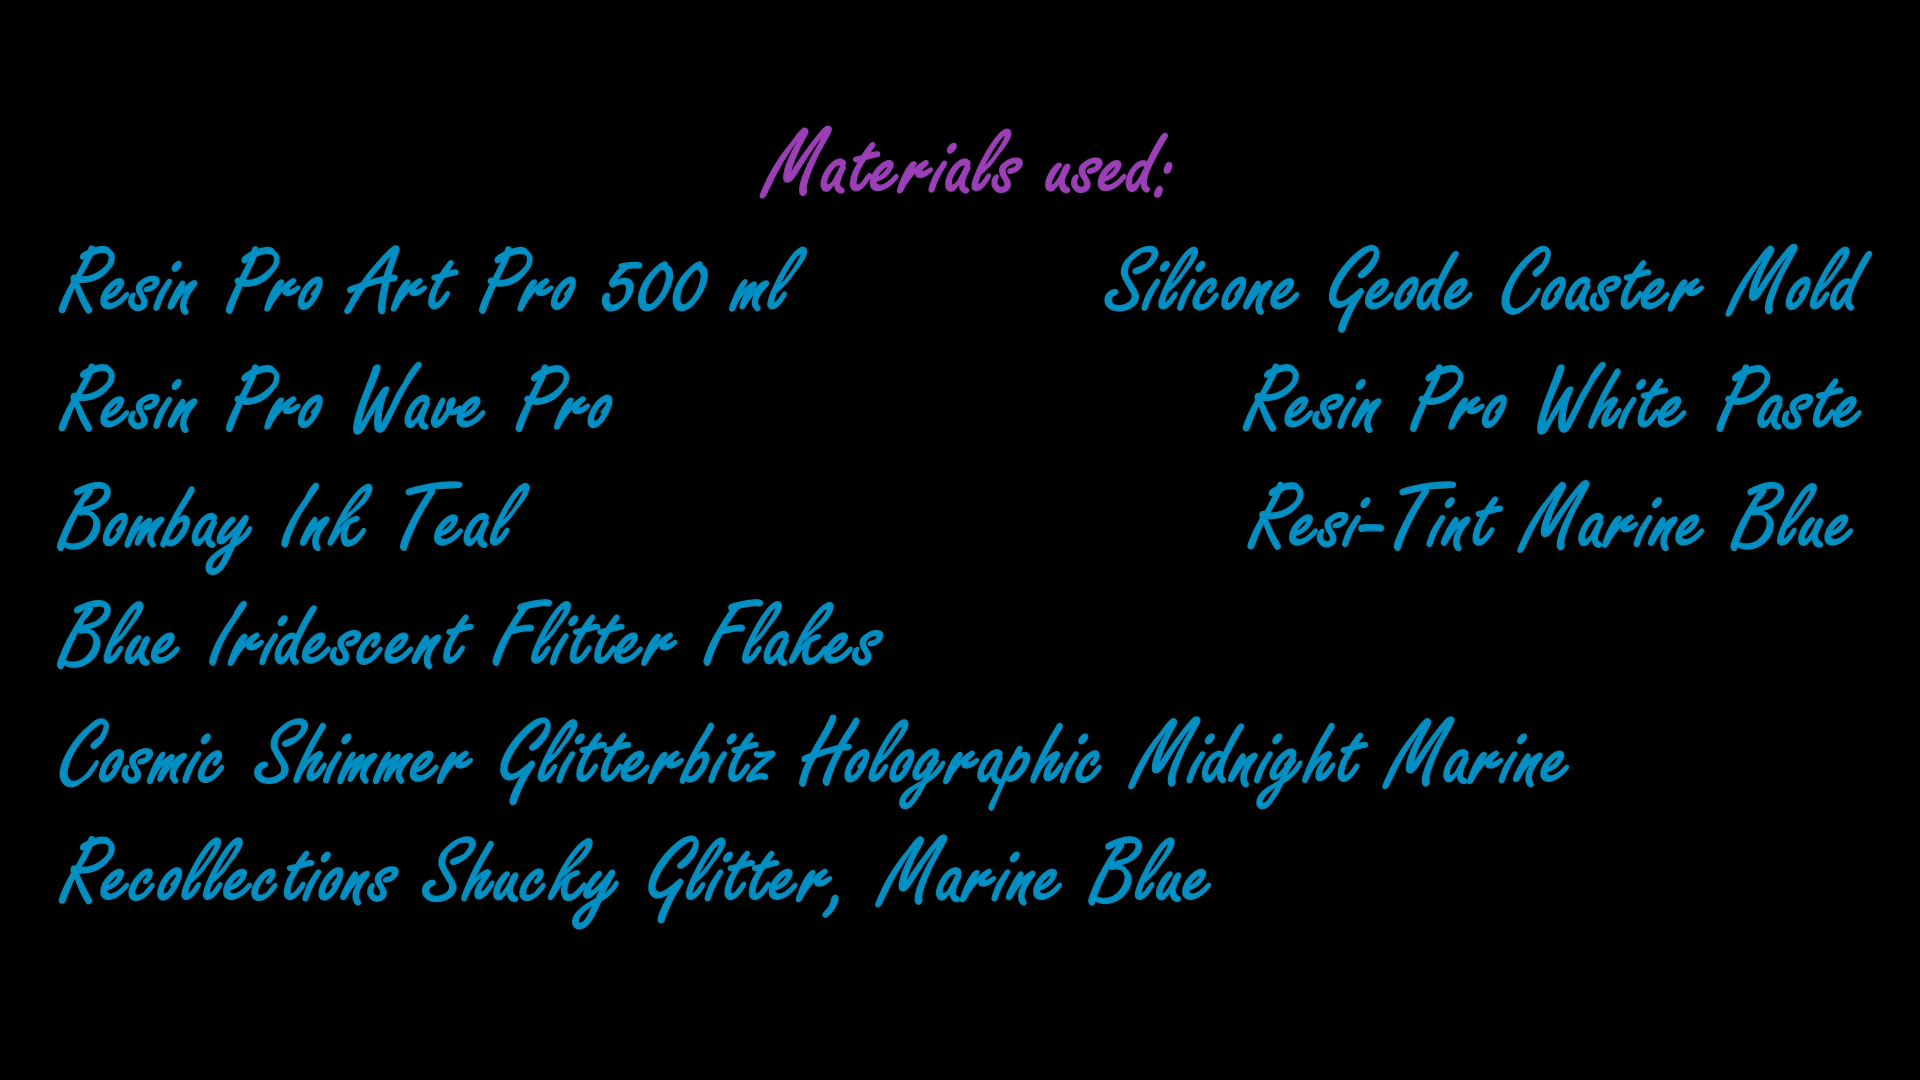 Materials used:
Resin Pro Art Pro 500 ml
Silicone Geode Coaster Mold
Resin Pro Wave Pro
Resin Pro White Paste
Bombay Ink Teal
Resi-Tint Marine Blue
Blue Iridescent Flitter Flakes
Cosmic Shimmer Glitterbitz Holographic Midnight Marine
Recollections Shucky Glitter, Marine Blue